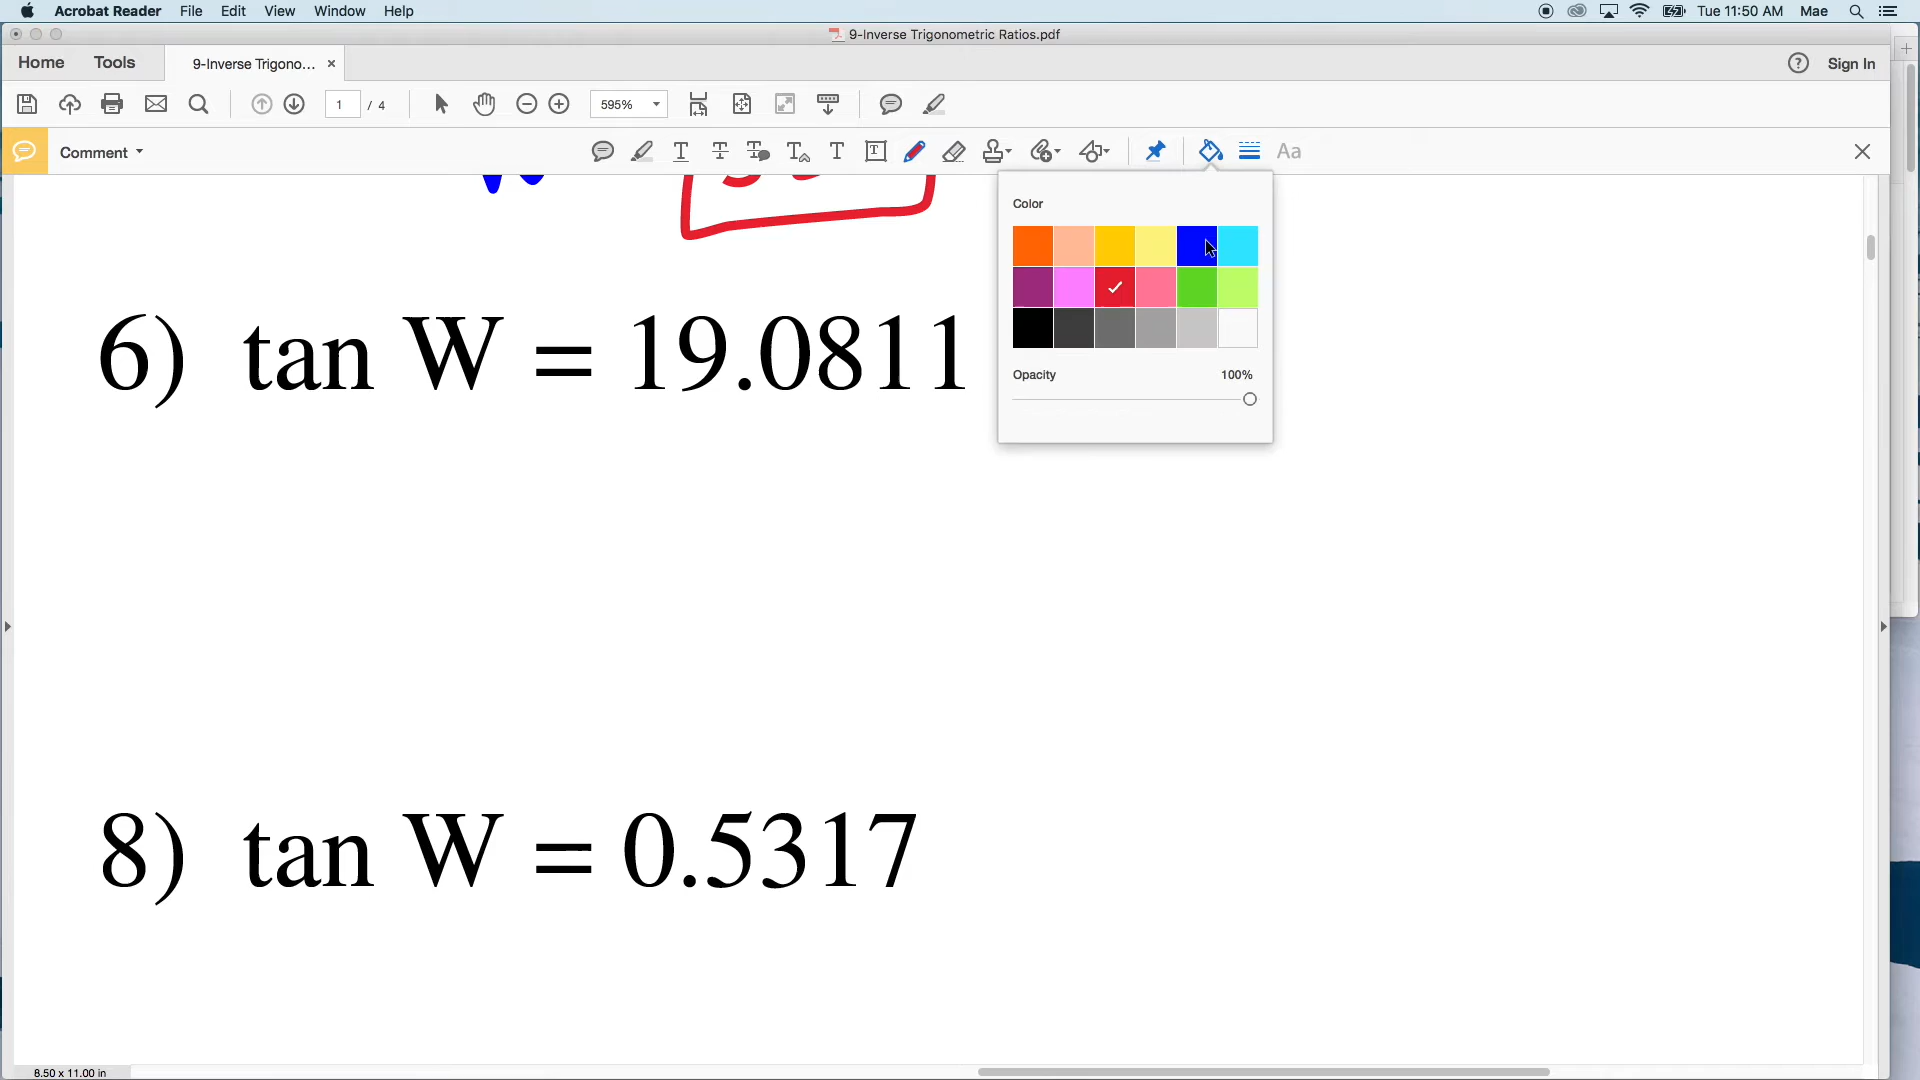 Acrobat Reader File Edit View Window Help Tue 11:50 AM Mae
9-Inverse Trigonometric Ratios.pdf
Home Tools 9-Inverse Trigono... × Sign In
1 / 4 595%
Comment Aa
Color
Opacity 100%
6) tan W = 19.0811
8) tan W = 0.5317
8.50 x 11.00 in